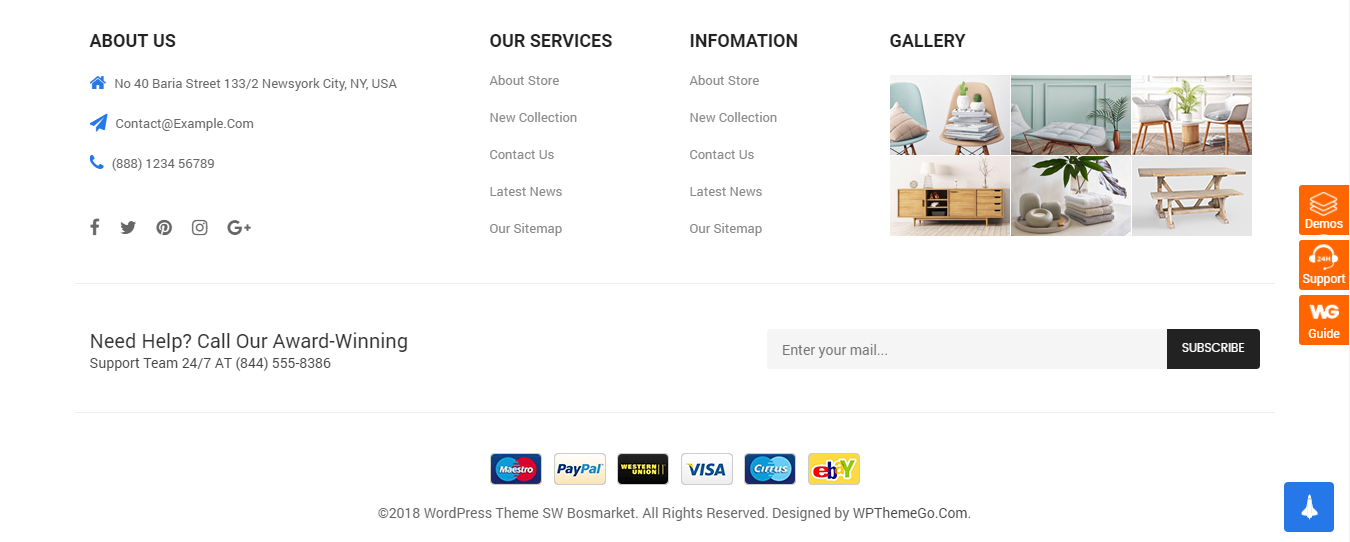 ABOUT US
No 40 Baria Street 133/2 Newsyork City, NY, USA
Contact@Example.Com
(888) 1234 56789
OUR SERVICES
About Store
New Collection
Contact Us
Latest News
Our Sitemap
INFOMATION
About Store
New Collection
Contact Us
Latest News
Our Sitemap
GALLERY
Demos
24H
Support
WG
Guide
Need Help? Call Our Award-Winning
Support Team 24/7 AT (844) 555-8386
Enter your mail...
SUBSCRIBE
Maestro
PayPal
WESTERN
UNION
VISA
Cirrus
ebY
©2018 WordPress Theme SW Bosmarket. All Rights Reserved. Designed by WPThemeGo.Com.